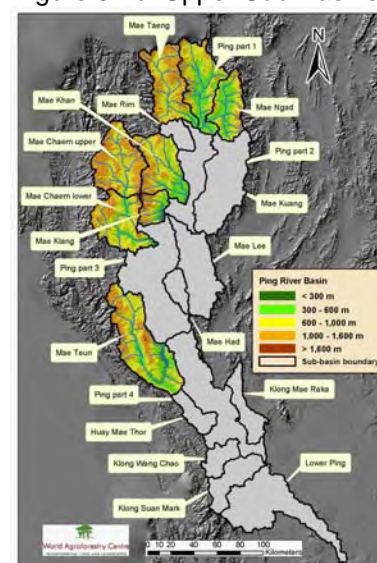 Mae Taeng
Ping part 1
Mae Khan
Mae Rim
Mae Ngad
Mae Chaem upper
Ping part 2
Mae Chaem lower
Mae Kuang
Mae Klang
Mae Lee
Ping part 3
Ping River Basin
< 300 m
300 - 600 m
600 - 1,000 m
1,000 - 1,600 m
> 1,600 m
Sub-basin boundary
Mae Teun
Mae Had
Ping part 4
Klong Mae Raka
Huay Mae Thor
Klong Wang Chao
Lower Ping
Klong Suan Mark
World Agroforestry Centre
0 10 20 40 60 80 100
Kilometers